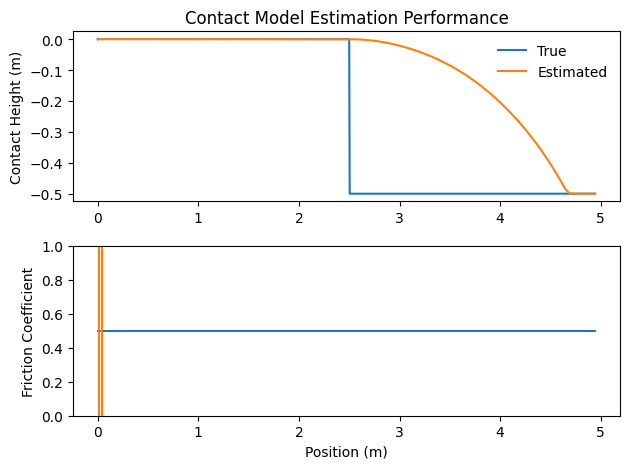 Contact Model Estimation Performance
Contact Height (m)
0.0
−0.1
−0.2
−0.3
−0.4
−0.5
True
Estimated
0 1 2 3 4 5
Friction Coefficient
1.0
0.8
0.6
0.4
0.2
0.0
0 1 2 3 4 5
Position (m)